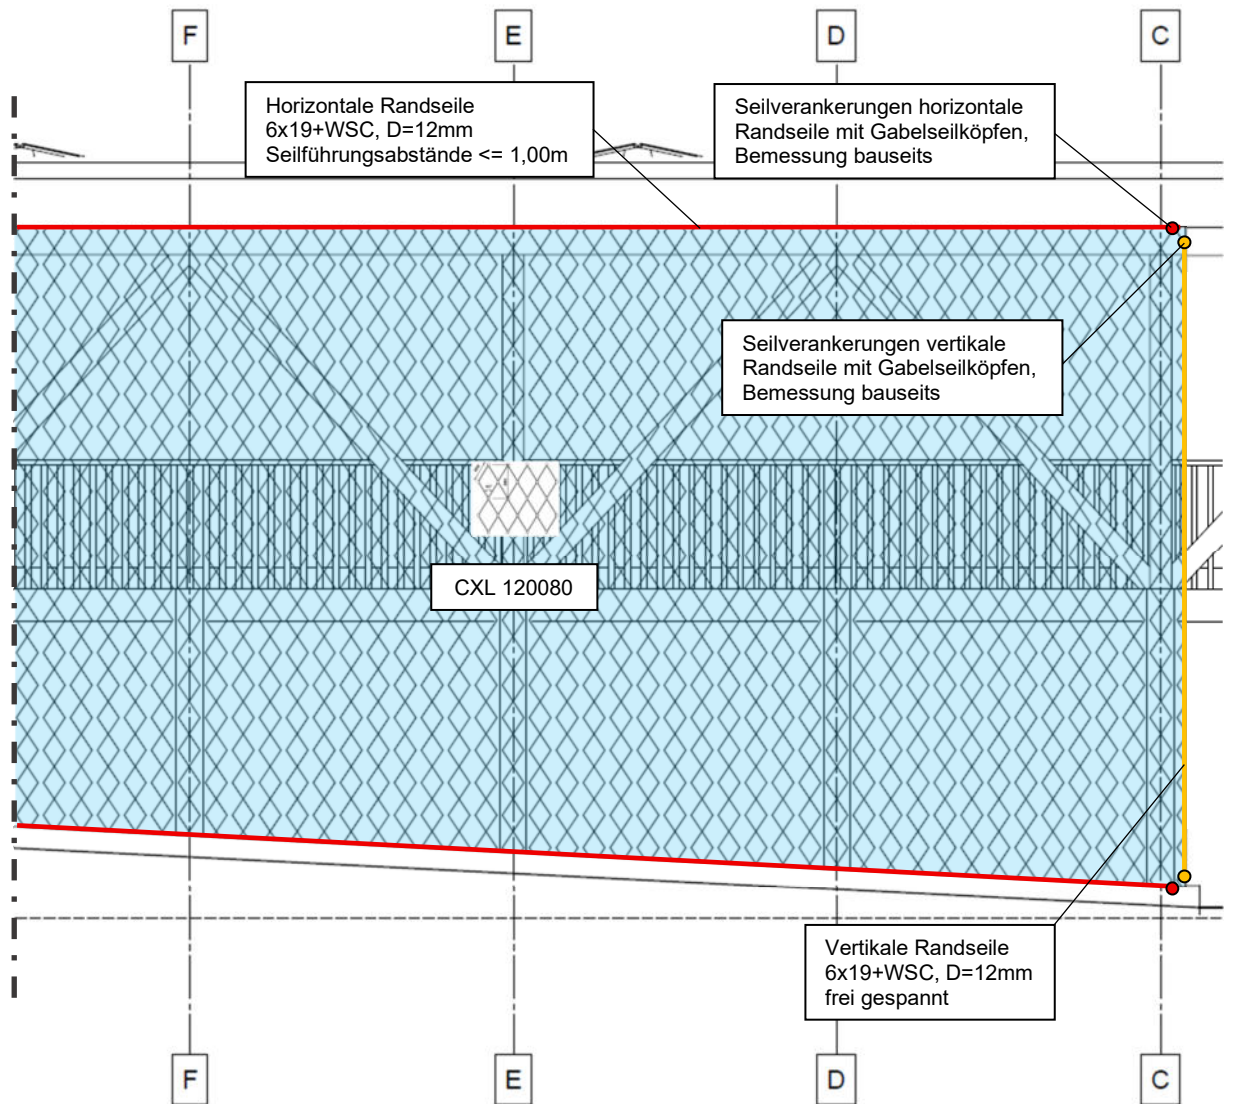 F
E
D
C
Horizontale Randseile
6x19+WSC, D=12mm
Seilführungsabstände <= 1,00m
Seilverankerungen horizontale
Randseile mit Gabelseilköpfen,
Bemessung bauseits
Seilverankerungen vertikale
Randseile mit Gabelseilköpfen,
Bemessung bauseits
CXL 120080
Vertikale Randseile
6x19+WSC, D=12mm
frei gespannt
F
E
D
C